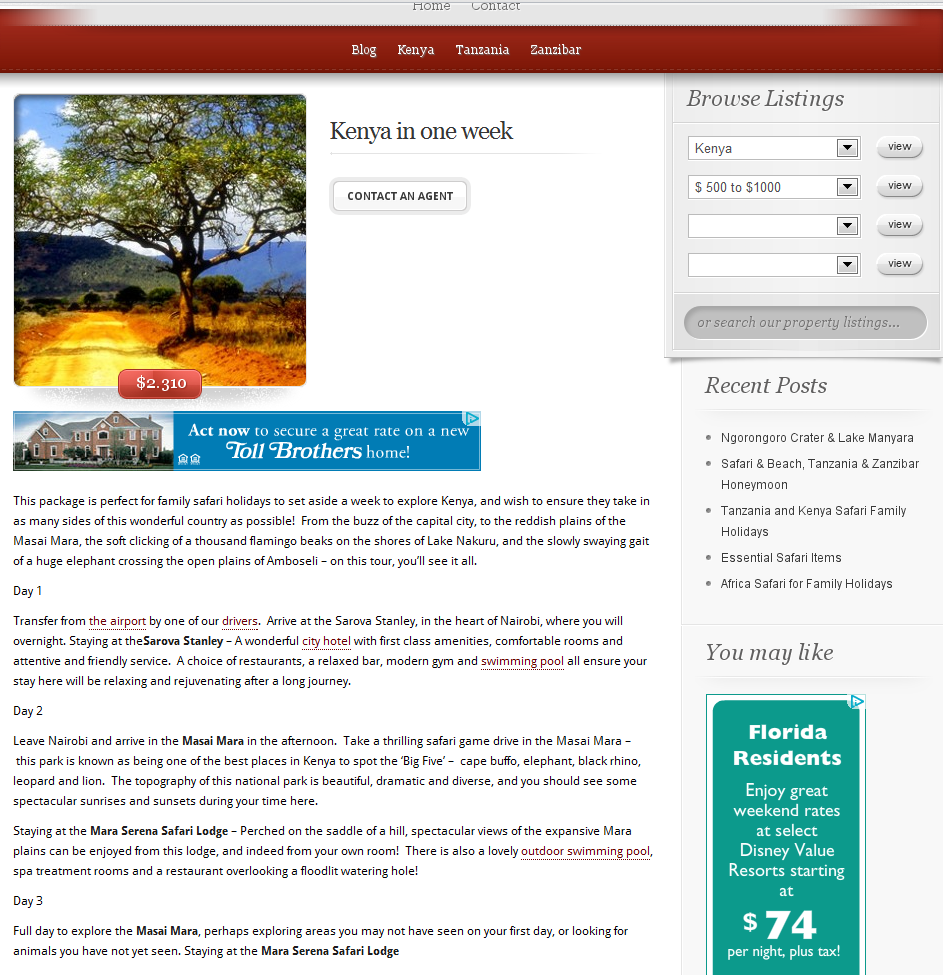 Home Contact
Blog Kenya Tanzania Zanzibar
Kenya in one week
CONTACT AN AGENT
$2.310
Act now to secure a great rate on a new
Toll Brothers home!
This package is perfect for family safari holidays to set aside a week to explore Kenya, and wish to ensure they take in
as many sides of this wonderful country as possible!  From the buzz of the capital city, to the reddish plains of the
Masai Mara, the soft clicking of a thousand flamingo beaks on the shores of Lake Nakuru, and the slowly swaying gait
of a huge elephant crossing the open plains of Amboseli – on this tour, you'll see it all.
Day 1
Transfer from the airport by one of our drivers.  Arrive at the Sarova Stanley, in the heart of Nairobi, where you will
overnight. Staying at theSarova Stanley – A wonderful city hotel with first class amenities, comfortable rooms and
attentive and friendly service.  A choice of restaurants, a relaxed bar, modern gym and swimming pool all ensure your
stay here will be relaxing and rejuvenating after a long journey.
Day 2
Leave Nairobi and arrive in the Masai Mara in the afternoon.  Take a thrilling safari game drive in the Masai Mara –
this park is known as being one of the best places in Kenya to spot the 'Big Five' –  cape buffo, elephant, black rhino,
leopard and lion.  The topography of this national park is beautiful, dramatic and diverse, and you should see some
spectacular sunrises and sunsets during your time here.
Staying at the Mara Serena Safari Lodge – Perched on the saddle of a hill, spectacular views of the expansive Mara
plains can be enjoyed from this lodge, and indeed from your own room!  There is also a lovely outdoor swimming pool,
spa treatment rooms and a restaurant overlooking a floodlit watering hole!
Day 3
Full day to explore the Masai Mara, perhaps exploring areas you may not have seen on your first day, or looking for
animals you have not yet seen. Staying at the Mara Serena Safari Lodge
Browse Listings
Kenya view
$ 500 to $1000 view
view
view
or search our property listings...
Recent Posts
Ngorongoro Crater & Lake Manyara
Safari & Beach, Tanzania & Zanzibar
Honeymoon
Tanzania and Kenya Safari Family
Holidays
Essential Safari Items
Africa Safari for Family Holidays
You may like
Florida
Residents
Enjoy great
weekend rates
at select
Disney Value
Resorts starting
at
$ 74
per night, plus tax!